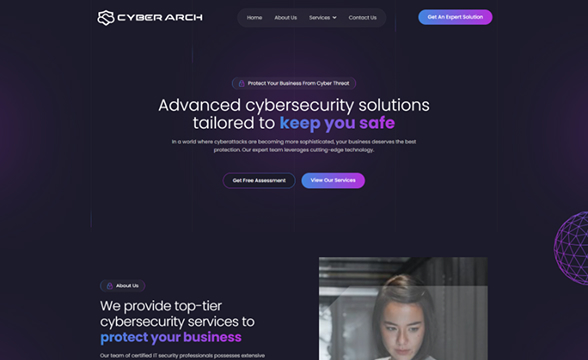 CYBER ARCH
Home
About Us
Services
Contact Us
Get An Expert Solution
Protect Your Business From Cyber Threat
Advanced cybersecurity solutions
tailored to keep you safe
In a world where cyberattacks are becoming more sophisticated, your business deserves the best
protection. Our expert team leverages cutting-edge technology.
Get Free Assessment
View Our Services
About Us
We provide top-tier
cybersecurity services to
protect your business
Our team of certified IT security professionals possesses extensive